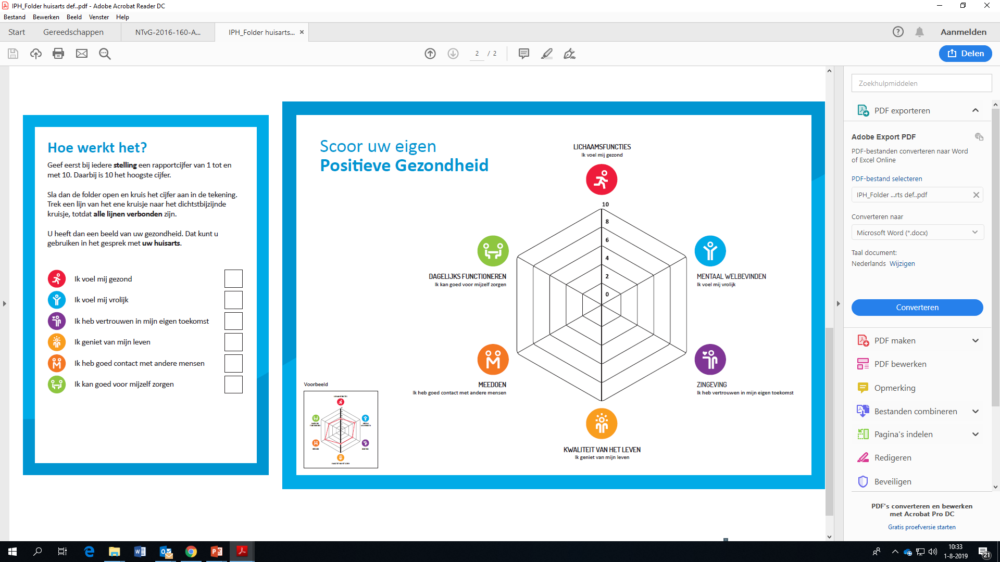 IPH_Folder huisarts def..pdf - Adobe Acrobat Reader DC
Bestand Bewerken Beeld Venster Help
Start Gereedschappen NTvG-2016-160-A... IPH_Folder huisarts... × Aanmelden
2 / 2
Delen
Hoe werkt het?
Geef eerst bij iedere stelling een rapportcijfer van 1 tot en
met 10. Daarbij is 10 het hoogste cijfer.
Sla dan de folder open en kruis het cijfer aan in de tekening.
Trek een lijn van het ene kruisje naar het dichtstbijzijnde
kruisje, totdat alle lijnen verbonden zijn.
U heeft dan een beeld van uw gezondheid. Dat kunt u
gebruiken in het gesprek met uw huisarts.
Ik voel mij gezond
Ik voel mij vrolijk
Ik heb vertrouwen in mijn eigen toekomst
Ik geniet van mijn leven
Ik heb goed contact met andere mensen
Ik kan goed voor mijzelf zorgen
Scoor uw eigen
Positieve Gezondheid
LICHAAMSFUNCTIES
Ik voel mij gezond
10
8
6
4
2
0
DAGELIJKS FUNCTIONEREN
Ik kan goed voor mijzelf zorgen
MENTAAL WELBEVINDEN
Ik voel mij vrolijk
MEEDOEN
Ik heb goed contact met andere mensen
ZINGEVING
Ik heb vertrouwen in mijn eigen toekomst
KWALITEIT VAN HET LEVEN
Ik geniet van mijn leven
Voorbeeld
LICHAAMSFUNCTIES
DAGELIJKS
FUNCTIONEREN
MENTAAL
WELBEVINDEN
MEEDOEN
ZINGEVING
KWALITEIT VAN HET LEVEN
Zoekhulpmiddelen
PDF exporteren
Adobe Export PDF
PDF-bestanden converteren naar Word
of Excel Online
PDF-bestand selecteren
IPH_Folder ...rts def..pdf
Converteren naar
Microsoft Word (*.docx)
Taal document:
Nederlands Wijzigen
Converteren
PDF maken
PDF bewerken
Opmerking
Bestanden combineren
Pagina's indelen
Redigeren
Beveiligen
PDF's converteren en bewerken
met Acrobat Pro DC
Gratis proefversie starten
10:33
1-8-2019
21